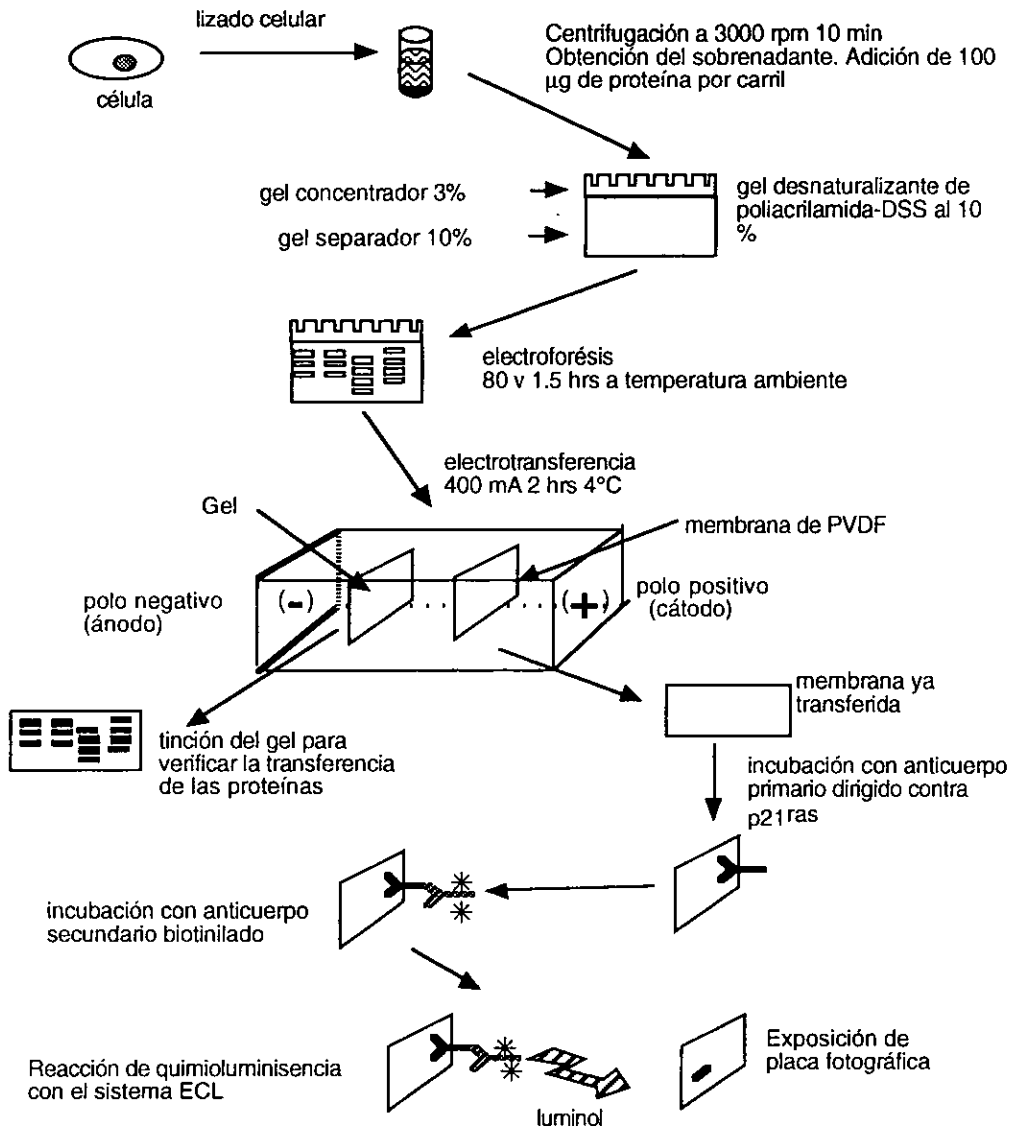 lizado celular
célula
Centrifugación a 3000 rpm 10 min
Obtención del sobrenadante. Adición de 100
µg de proteína por carril
gel concentrador 3%
gel separador 10%
gel desnaturalizante de
poliacrilamida-DSS al 10
%
electroforésis
80 v 1.5 hrs a temperatura ambiente
electrotransferencia
400 mA 2 hrs 4°C
Gel
membrana de PVDF
polo negativo
(ánodo)
(-)
(+)
polo positivo
(cátodo)
membrana ya
transferida
tinción del gel para
verificar la transferencia
de las proteínas
incubación con anticuerpo
primario dirigido contra
p21ras
incubación con anticuerpo
secundario biotinilado
Reacción de quimioluminisencia
con el sistema ECL
luminol
Exposición de
placa fotográfica